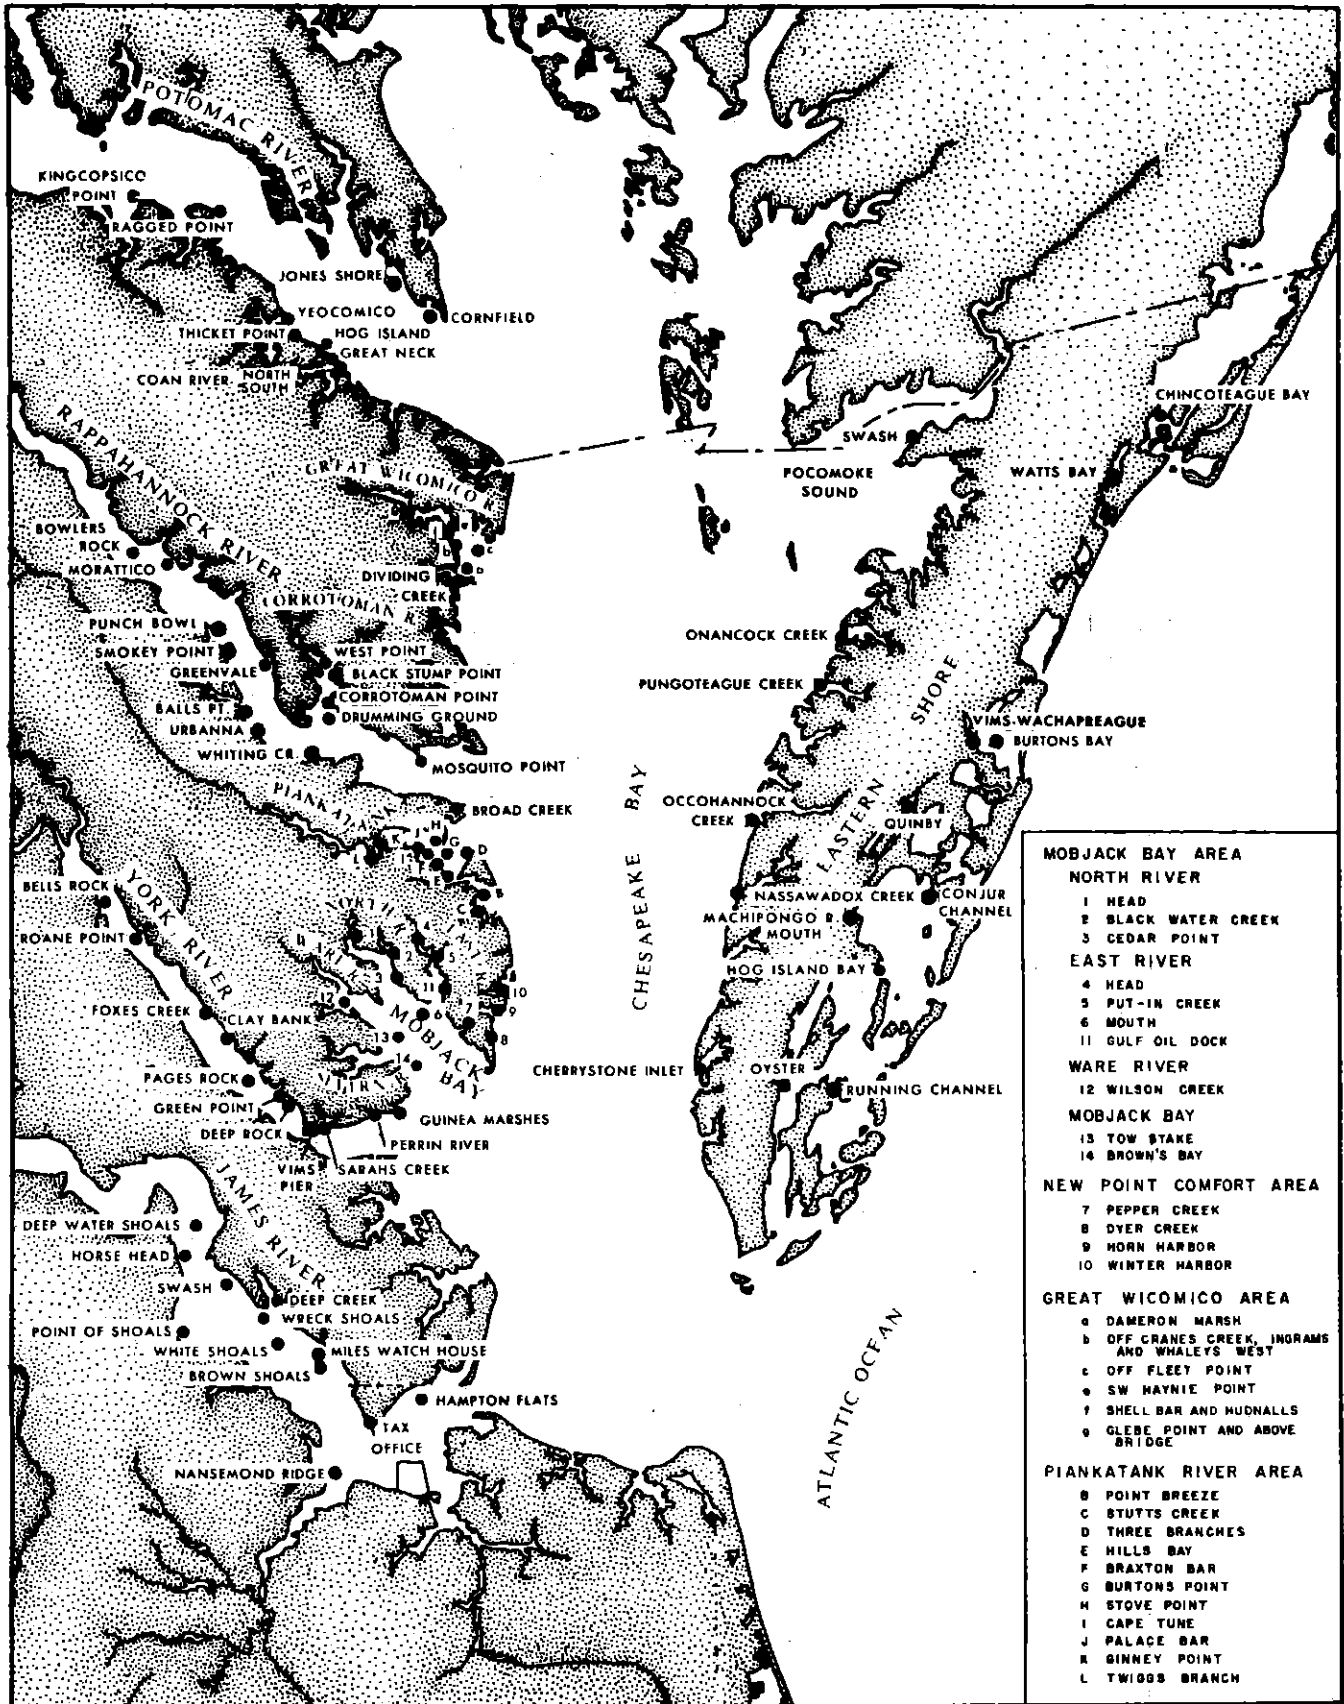 POTOMAC RIVER
KINGCOPSICO
POINT
RAGGED POINT
JONES SHORE
CORNFIELD
YEOCOMICO
THICKET POINT
HOG ISLAND
GREAT NECK
COAN RIVER
NORTH
SOUTH
RAPPAHANNOCK RIVER
GREAT WICOMICO R.
BOWLERS
ROCK
MORATTICO
DIVIDING
CREEK
CORROTOMAN R.
PUNCH BOWL
SMOKEY POINT
GREENVALE
WEST POINT
BLACK STUMP POINT
CORROTOMAN POINT
DRUMMING GROUND
BALLS PT.
URBANNA
WHITING CR.
MOSQUITO POINT
PIANKATANK
BROAD CREEK
BELLS ROCK
YORK RIVER
ROANE POINT
NORTH R.
EAST RIVER
WARE R.
FOXES CREEK
CLAY BANK
MOBJACK
BAY
PAGES ROCK
GREEN POINT
DEEP ROCK
GUINEA MARSHES
PERRIN RIVER
VIMS
PIER
SARAHS CREEK
JAMES RIVER
DEEP WATER SHOALS
HORSE HEAD
SWASH
DEEP CREEK
WRECK SHOALS
POINT OF SHOALS
WHITE SHOALS
MILES WATCH HOUSE
BROWN SHOALS
HAMPTON FLATS
TAX
OFFICE
NANSEMOND RIDGE
CHESAPEAKE BAY
ATLANTIC OCEAN
CHINCOTEAGUE BAY
SWASH
WATTS BAY
POCOMOKE
SOUND
ONANCOCK CREEK
PUNGOTEAGUE CREEK
EASTERN SHORE
VIMS-WACHAPREAGUE
BURTONS BAY
OCCOHANNOCK
CREEK
QUINBY
NASSAWADOX CREEK
CONJUR
CHANNEL
MACHIPONGO R.
MOUTH
HOG ISLAND BAY
CHERRYSTONE INLET
OYSTER
RUNNING CHANNEL
MOBJACK BAY AREA
NORTH RIVER
1 HEAD
2 BLACK WATER CREEK
3 CEDAR POINT
EAST RIVER
4 HEAD
5 PUT-IN CREEK
6 MOUTH
11 GULF OIL DOCK
WARE RIVER
12 WILSON CREEK
MOBJACK BAY
13 TOW STAKE
14 BROWN'S BAY
NEW POINT COMFORT AREA
7 PEPPER CREEK
8 DYER CREEK
9 HORN HARBOR
10 WINTER HARBOR
GREAT WICOMICO AREA
a DAMERON MARSH
b OFF CRANES CREEK, INGRAMS
AND WHALEYS WEST
c OFF FLEET POINT
e SW HAYNIE POINT
f SHELL BAR AND HUDNALLS
g GLEBE POINT AND ABOVE
BRIDGE
PIANKATANK RIVER AREA
B POINT BREEZE
C STUTTS CREEK
D THREE BRANCHES
E HILLS BAY
F BRAXTON BAR
G BURTONS POINT
H STOVE POINT
I CAPE TUNE
J PALACE BAR
K GINNEY POINT
L TWIGGS BRANCH